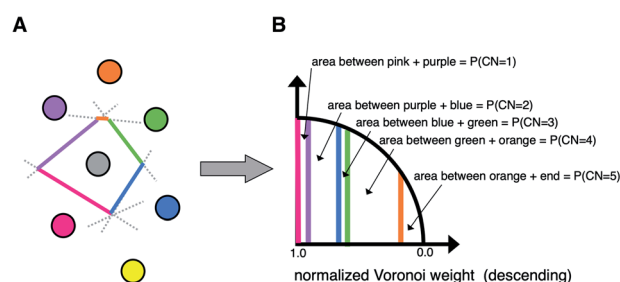 A
B
area between pink + purple = P(CN=1)
area between purple + blue = P(CN=2)
area between blue + green = P(CN=3)
area between green + orange = P(CN=4)
area between orange + end = P(CN=5)
1.0 0.0
normalized Voronoi weight (descending)